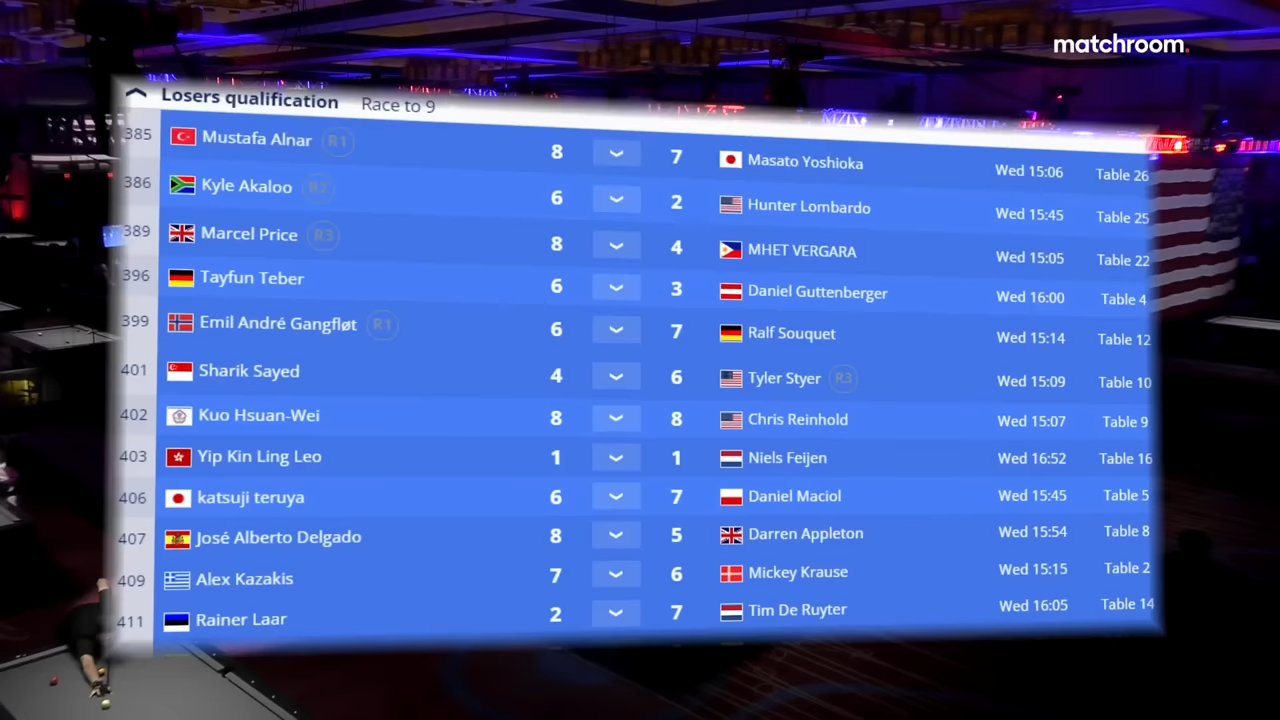 matchroom.
Losers qualification Race to 9
385 Mustafa Alnar R1 8 7 Masato Yoshioka Wed 15:06 Table 26
386 Kyle Akaloo R2 6 2 Hunter Lombardo Wed 15:45 Table 25
389 Marcel Price R3 8 4 MHET VERGARA Wed 15:05 Table 22
396 Tayfun Teber 6 3 Daniel Guttenberger Wed 16:00 Table 4
399 Emil André Gangfløt R1 6 7 Ralf Souquet Wed 15:14 Table 12
401 Sharik Sayed 4 6 Tyler Styer R3 Wed 15:09 Table 10
402 Kuo Hsuan-Wei 8 8 Chris Reinhold Wed 15:07 Table 9
403 Yip Kin Ling Leo 1 1 Niels Feijen Wed 16:52 Table 16
406 katsuji teruya 6 7 Daniel Maciol Wed 15:45 Table 5
407 José Alberto Delgado 8 5 Darren Appleton Wed 15:54 Table 8
409 Alex Kazakis 7 6 Mickey Krause Wed 15:15 Table 2
411 Rainer Laar 2 7 Tim De Ruyter Wed 16:05 Table 14